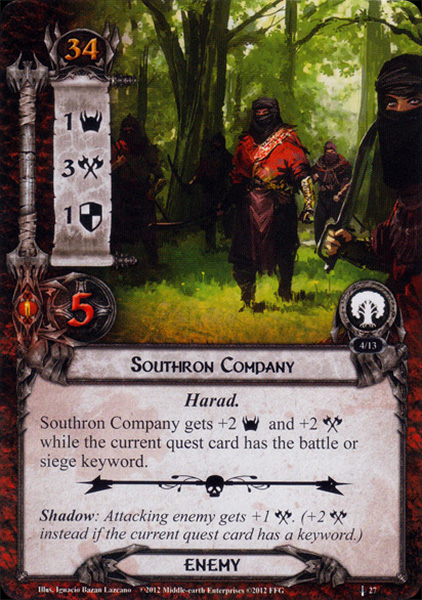 34
1
3
1
5
4/13
SOUTHRON COMPANY
Harad.
Southron Company gets +2 and +2
while the current quest card has the battle or
siege keyword.
Shadow: Attacking enemy gets +1 . (+2
instead if the current quest card has a keyword.)
ENEMY
Illus. Ignacio Bazan Lazcano ©2012 Middle-earth Enterprises ©2012 FFG 27